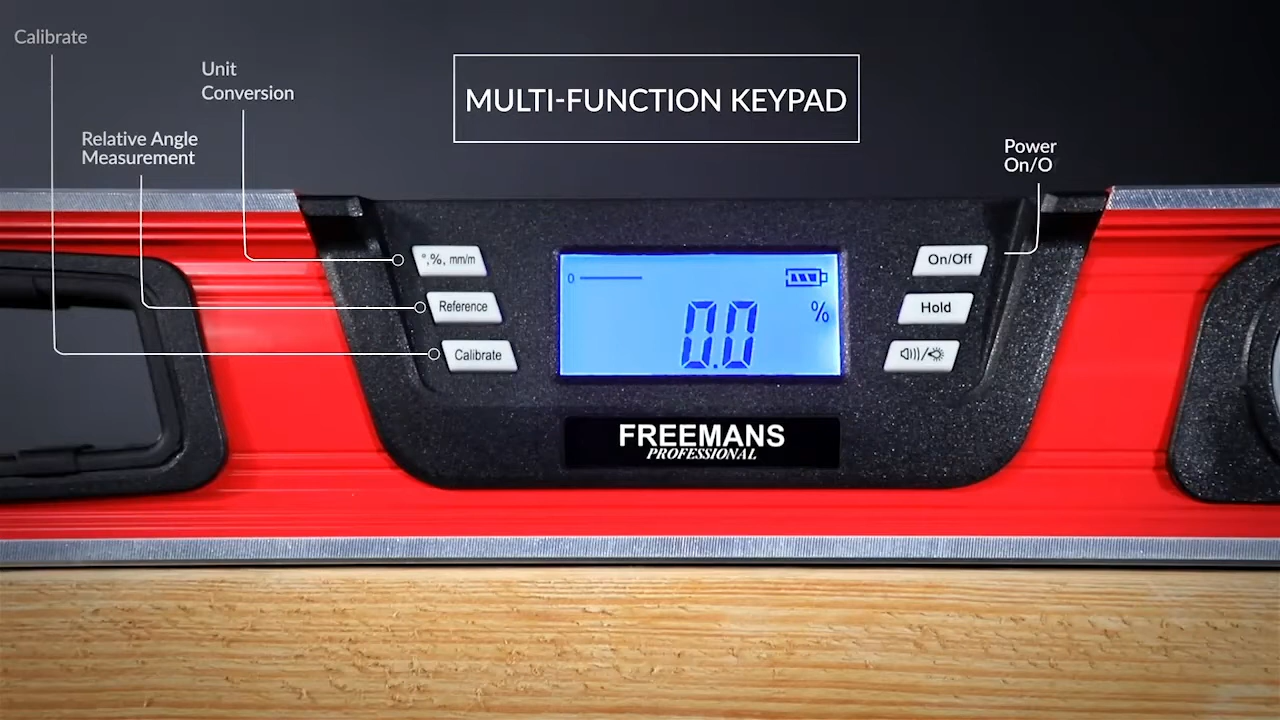 Calibrate
Unit
Conversion
MULTI-FUNCTION KEYPAD
Relative Angle
Measurement
Power
On/O
°,%, mm/m
On/Off
0
%
Reference
0.0
Hold
Calibrate
FREEMANS
PROFESSIONAL